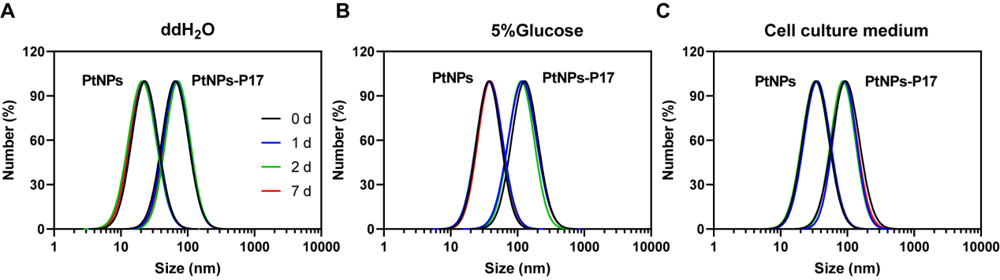 A
ddH2O
120
90
60
30
0
Number (%)
PtNPs
PtNPs-P17
0 d
1 d
2 d
7 d
1
10
100
1000
10000
Size (nm)
B
5%Glucose
120
90
60
30
0
Number (%)
PtNPs
PtNPs-P17
1
10
100
1000
10000
Size (nm)
C
Cell culture medium
120
90
60
30
0
Number (%)
PtNPs
PtNPs-P17
1
10
100
1000
10000
Size (nm)